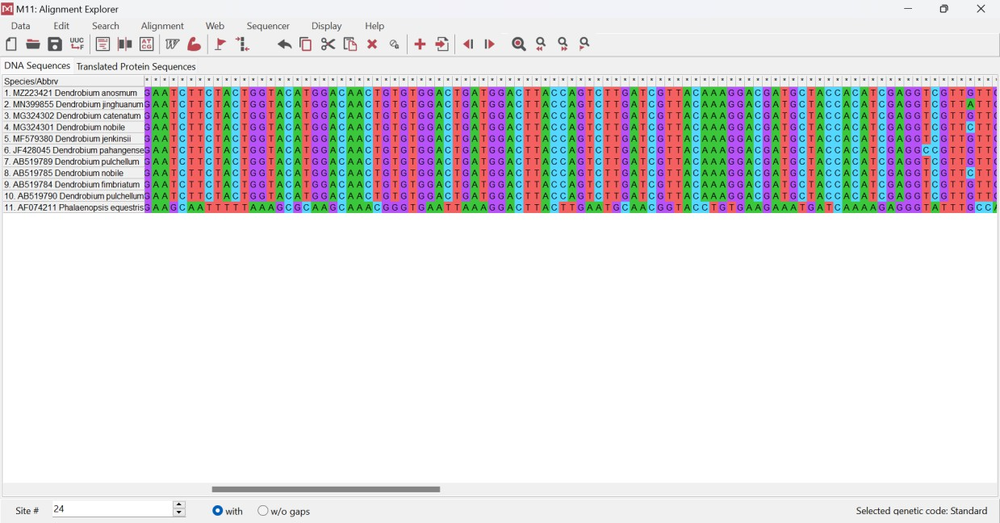 M11: Alignment Explorer
Data Edit Search Alignment Web Sequencer Display Help
UUC
F
AT
CG
W
DNA Sequences Translated Protein Sequences
Species/Abbrv * * * * * * * * * * * * * * * * * * * * * * * * * * * * * * * * * * * * * * * * * * * * * * * * * * * * * * * * * * * * * * * * * * * * * * * * * * * * * * * * * * * * * * * * * * * * * * * *
1. MZ223421 Dendrobium anosmum GAATCTTCTACTGGTACATGGACAACTGTGTGGACTGATGGACTTACCAGTCTTGATCGTTACAAAGGACGATGCTACCACATCGAGGTCGTTGTT
2. MN399855 Dendrobium jinghuanum GAATCTTCTACTGGTACATGGACAACTGTGTGGACTGATGGACTTACCAGTCTTGATCGTTACAAAGGACGATGCTACCACATCGAGGTCGTTATT
3. MG324302 Dendrobium catenatum GAATCTTCTACTGGTACATGGACAACTGTGTGGACTGATGGACTTACCAGTCTTGATCGTTACAAAGGACGATGCTACCACATCGAGGTCGTTGTT
4. MG324301 Dendrobium nobile GAATCTTCTACTGGTACATGGACAACTGTGTGGACTGATGGACTTACCAGTCTTGATCGTTACAAAGGACGATGCTACCACATCGAGGTCGTTCTT
5. MF579380 Dendrobium jenkinsii GAATCTTCTACTGGTACATGGACAACTGTGTGGACTGATGGACTTACCAGTCTTGATCGTTACAAAGGACGATGCTACCACATCGAGGTCGTTGTT
6. JF428045 Dendrobium pahangense GAATCTTCTACTGGTACATGGACAACTGTGTGGACTGATGGACTTACCAGTCTTGATCGTTACAAAGGACGATGCTACCACATCGAGGCCGTTGTT
7. AB519789 Dendrobium pulchellum GAATCTTCTACTGGTACATGGACAACTGTGTGGACTGATGGACTTACCAGTCTTGATCGTTACAAAGGACGATGCTACCACATCGAGGTCGTTGTT
8. AB519785 Dendrobium nobile GAATCTTCTACTGGTACATGGACAACTGTGTGGACTGATGGACTTACCAGTCTTGATCGTTACAAAGGACGATGCTACCACATCGAGGTCGTTCTT
9. AB519784 Dendrobium fimbriatum GAATCTTCTACTGGTACATGGACAACTGTGTGGACTGATGGACTTACCAGTCTTGATCGTTACAAAGGACGATGCTACCACATCGAGGTCGTTGTT
10. AB519790 Dendrobium pulchellum GAATCTTCTACTGGTACATGGACAACTGTGTGGACTGATGGACTTACCAGTCTTGATCGTTACAAAGGACGATGCTACCACATCGAGGTCGTTGTT
11. AF074211 Phalaenopsis equestris GAAGCAATTTTTAAAGCGCAAGCAAACGGGTGAATTAAAGGACTTACTTGAATGCAACGGTACCTGTGAAGAAATGATCAAAAGAGGGTATTTGCC
Site # 24 with w/o gaps Selected genetic code: Standard